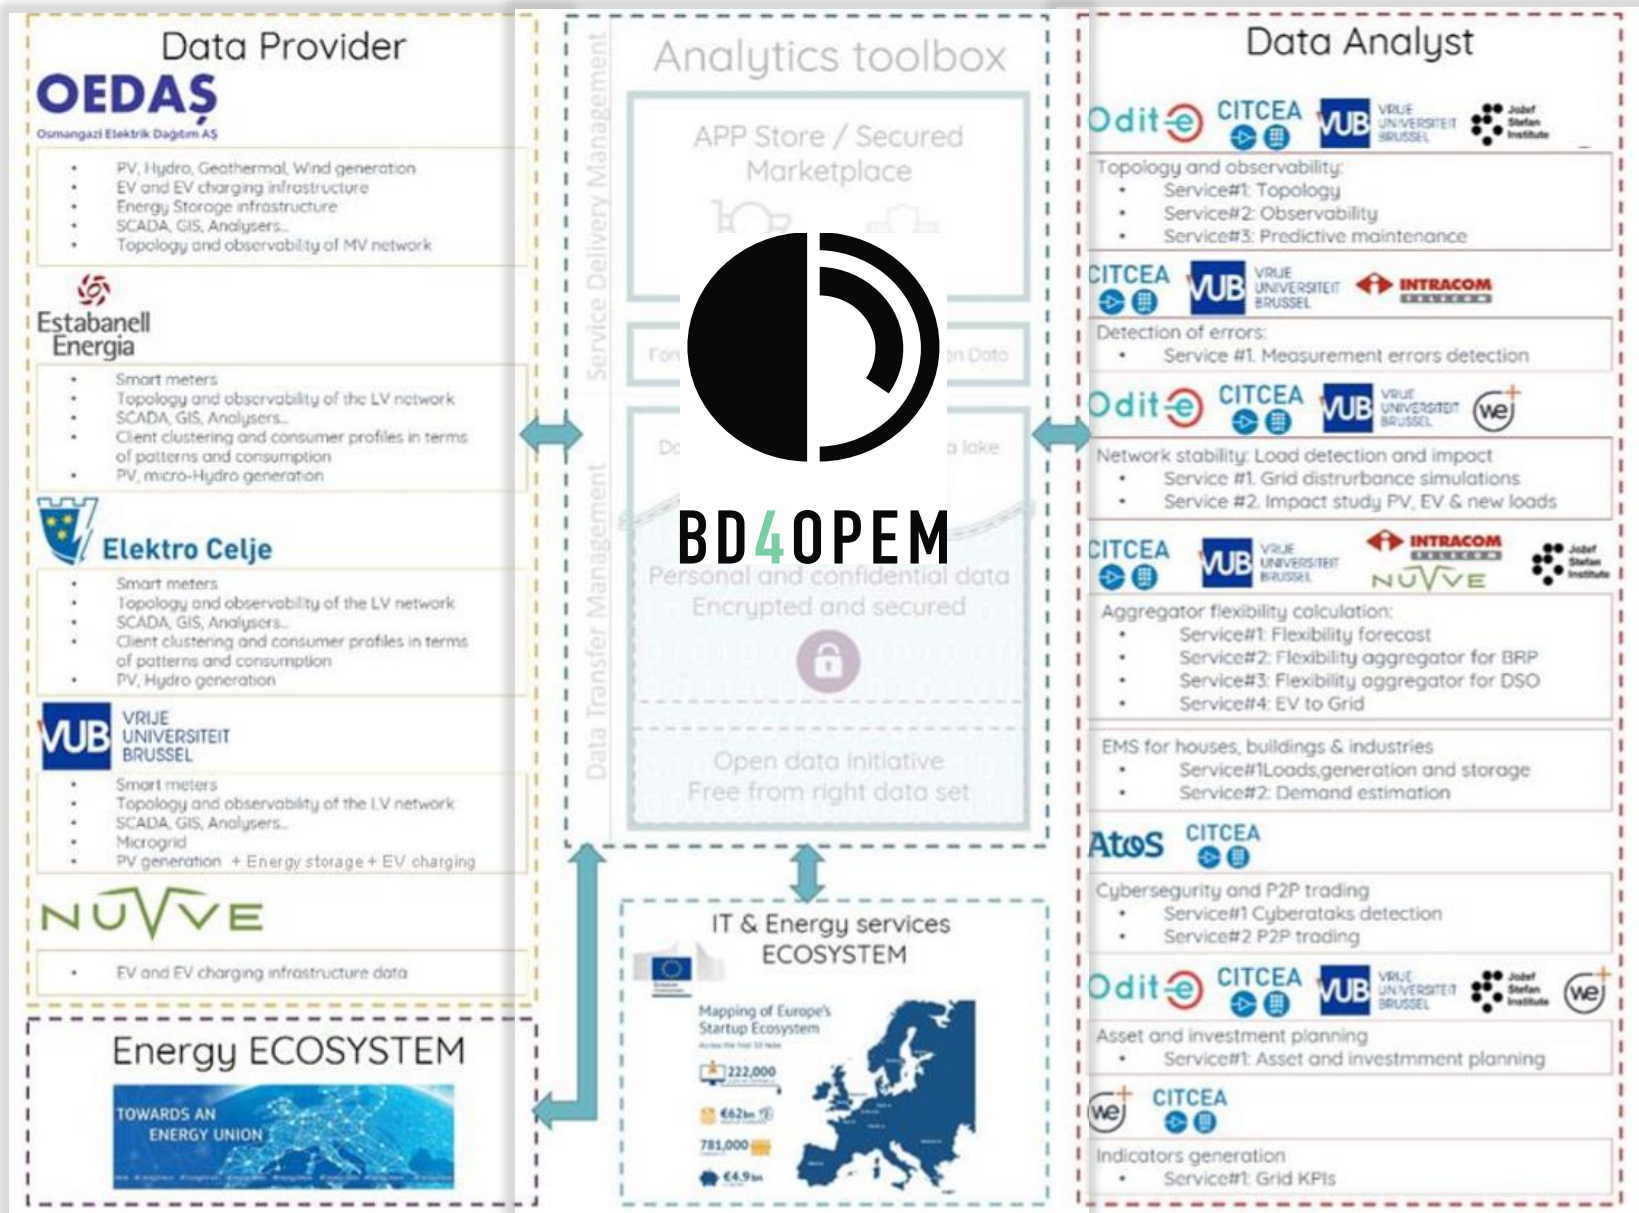 Data Provider
OEDAŞ
Osmangazi Elektrik Dağıtım AŞ
• PV, Hydro, Geothermal, Wind generation
• EV and EV charging infrastructure
• Energy Storage infrastructure
• SCADA, GIS, Analysers...
• Topology and observability of MV network
Estabanell
Energia
• Smart meters
• Topology and observability of the LV network
• SCADA, GIS, Analysers...
• Client clustering and consumer profiles in terms
of patterns and consumption
• PV, micro-Hydro generation
Elektro Celje
• Smart meters
• Topology and observability of the LV network
• SCADA, GIS, Analysers...
• Client clustering and consumer profiles in terms
of patterns and consumption
• PV, Hydro generation
VUB
VRIJE
UNIVERSITEIT
BRUSSEL
• Smart meters
• Topology and observability of the LV network
• SCADA, GIS, Analysers...
• Microgrid
• PV generation + Energy storage + EV charging
NUVVE
• EV and EV charging infrastructure data
Energy ECOSYSTEM
TOWARDS AN
ENERGY UNION
Service Delivery Management
Data Transfer Management
Analytics toolbox
APP Store / Secured
Marketplace
on Data
a lake
BD4OPEM
Personal and confidential data
Encrypted and secured
Open data initiative
Free from right data set
IT & Energy services
ECOSYSTEM
Mapping of Europe's
Startup Ecosystem
222,000
€62bn
781,000
€4.9bn
Data Analyst
Odit-e
CITCEA
VUB
VRIJE
UNIVERSITEIT
BRUSSEL
Jožef
Stefan
Institute
Topology and observability:
• Service#1: Topology
• Service#2: Observability
• Service#3: Predictive maintenance
CITCEA
VUB
VRIJE
UNIVERSITEIT
BRUSSEL
INTRACOM
TELECOM
Detection of errors:
• Service #1. Measurement errors detection
Odit-e
CITCEA
VUB
VRIJE
UNIVERSITEIT
BRUSSEL
we+
Network stability: Load detection and impact
Service #1. Grid distrurbance simulations
• Service #2. Impact study PV, EV & new loads
CITCEA
VUB
VRIJE
UNIVERSITEIT
BRUSSEL
INTRACOM
TELECOM
NUVVE
Jožef
Stefan
Institute
Aggregator flexibility calculation:
• Service#1: Flexibility forecast
• Service#2: Flexibility aggregator for BRP
• Service#3: Flexibility aggregator for DSO
• Service#4: EV to Grid
EMS for houses, buildings & industries
• Service#1Loads,generation and storage
• Service#2: Demand estimation
Atos
CITCEA
Cybersegurity and P2P trading
• Service#1 Cyberataks detection
• Service#2 P2P trading
Odit-e
CITCEA
VUB
VRIJE
UNIVERSITEIT
BRUSSEL
Jožef
Stefan
Institute
we+
Asset and investment planning
• Service#1: Asset and investmment planning
we+
CITCEA
Indicators generation
• Service#1: Grid KPIs